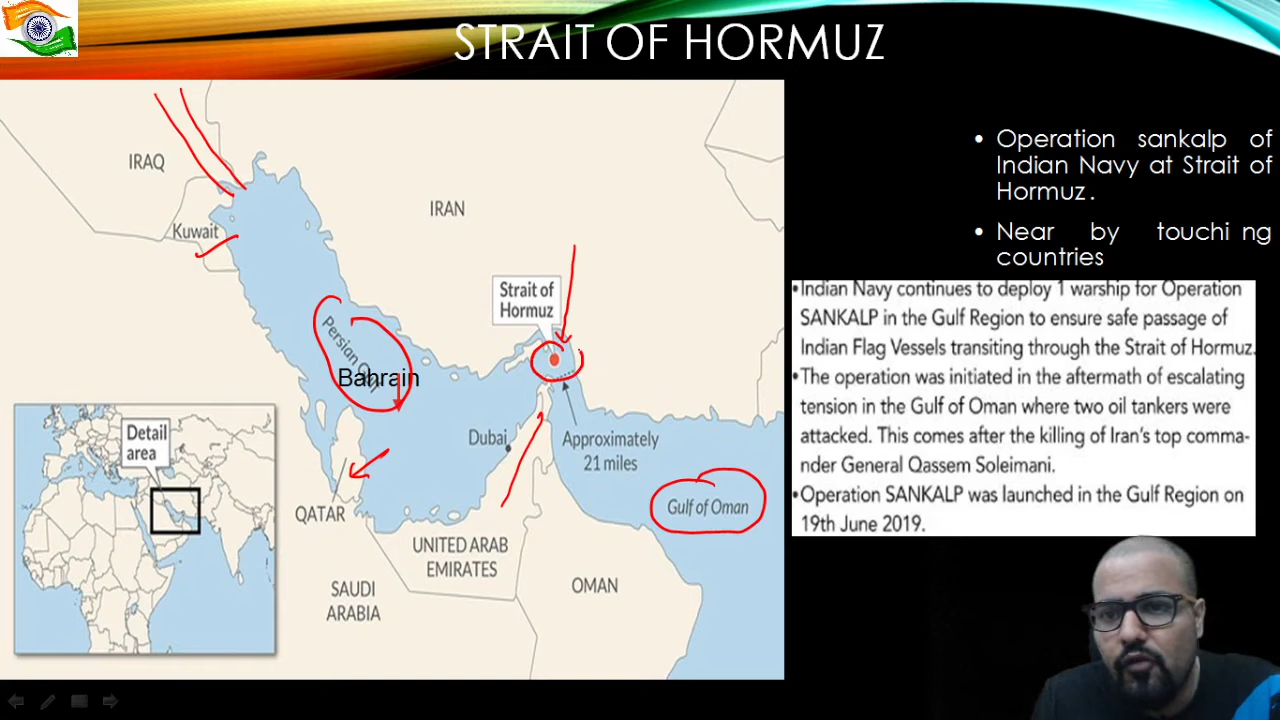 STRAIT OF HORMUZ
IRAQ
IRAN
Kuwait
Strait of
Hormuz
Persian
Bahrain
Detail
area
Dubai
Approximately
21 miles
QATAR
Gulf of Oman
UNITED ARAB
EMIRATES
SAUDI
ARABIA
OMAN
• Operation sankalp of
Indian Navy at Strait of
Hormuz .
• Near by touchi ng
countries
•Indian Navy continues to deploy 1 warship for Operation
SANKALP in the Gulf Region to ensure safe passage of
Indian Flag Vessels transiting through the Strait of Hormuz.
•The operation was initiated in the aftermath of escalating
tension in the Gulf of Oman where two oil tankers were
attacked. This comes after the killing of Iran's top comma-
nder General Qassem Soleimani.
•Operation SANKALP was launched in the Gulf Region on
19th June 2019.